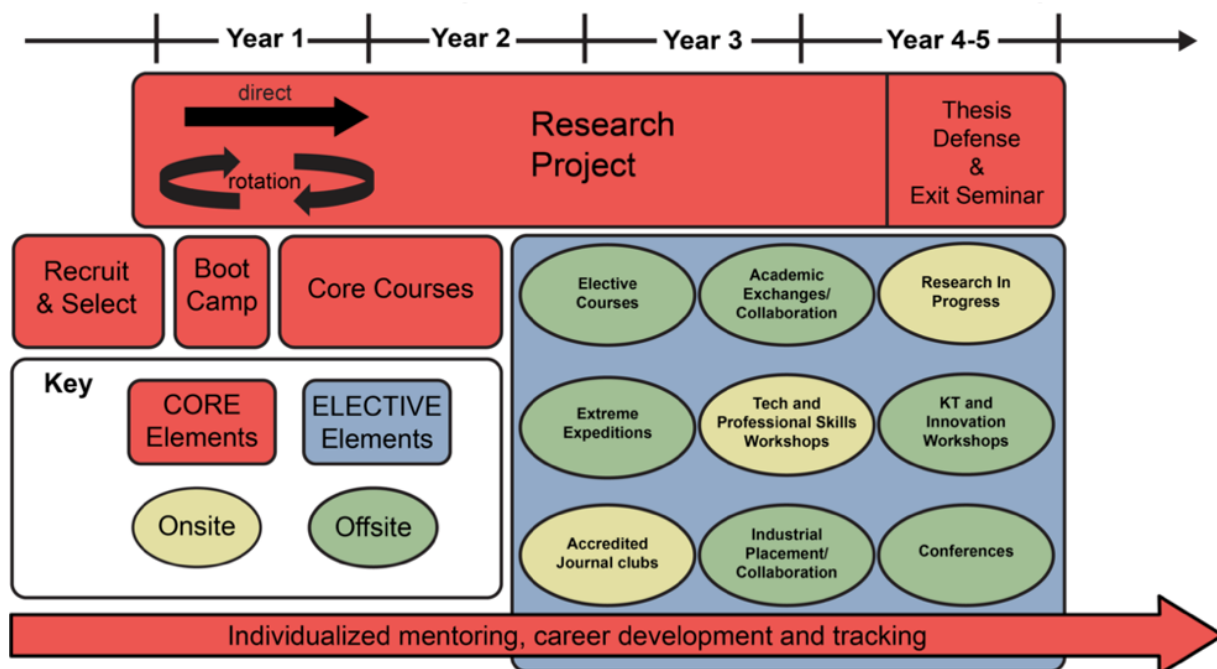 Year 1
Year 2
Year 3
Year 4-5
direct
rotation
Research
Project
Thesis
Defense
&
Exit Seminar
Recruit
& Select
Boot
Camp
Core Courses
Key
CORE
Elements
ELECTIVE
Elements
Onsite
Offsite
Elective
Courses
Academic
Exchanges/
Collaboration
Research In
Progress
Extreme
Expeditions
Tech and
Professional Skills
Workshops
KT and
Innovation
Workshops
Accredited
Journal clubs
Industrial
Placement/
Collaboration
Conferences
Individualized mentoring, career development and tracking